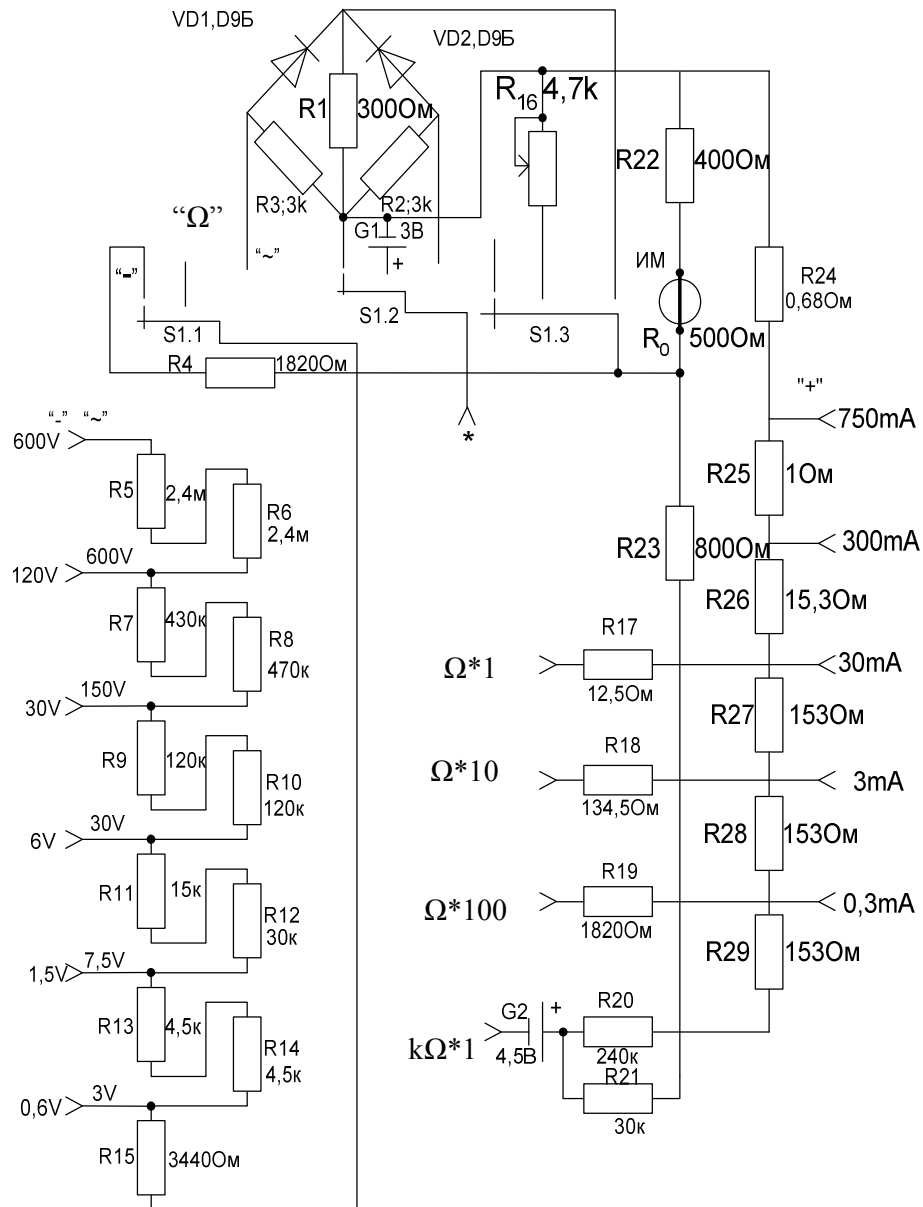 VD1,D9Б
VD2,D9Б
R1
300Ом
R16 4,7k
R22
400Ом
R3;3k
R2;3k
“Ω”
G1
3В
+
“~”
“-”
ИМ
R24
0,68Ом
S1.1
S1.2
S1.3
R0
500Ом
R4
1820Ом
"+"
*
750mA
“-” “~”
600V
R5
2,4м
R6
2,4м
R25
1Ом
600V
120V
R23
800Ом
300mA
R7
430к
R8
470к
R26
15,3Ом
R17
Ω*1
12,5Ом
30mA
150V
30V
R9
120к
R10
120к
R27
153Ом
R18
Ω*10
134,5Ом
3mA
30V
6V
R28
153Ом
R11
15к
R12
30к
R19
Ω*100
1820Ом
0,3mA
7,5V
1,5V
R29
153Ом
R13
4,5к
R14
4,5к
G2
+
R20
kΩ*1
4,5В
240к
R21
30к
3V
0,6V
R15
3440Ом